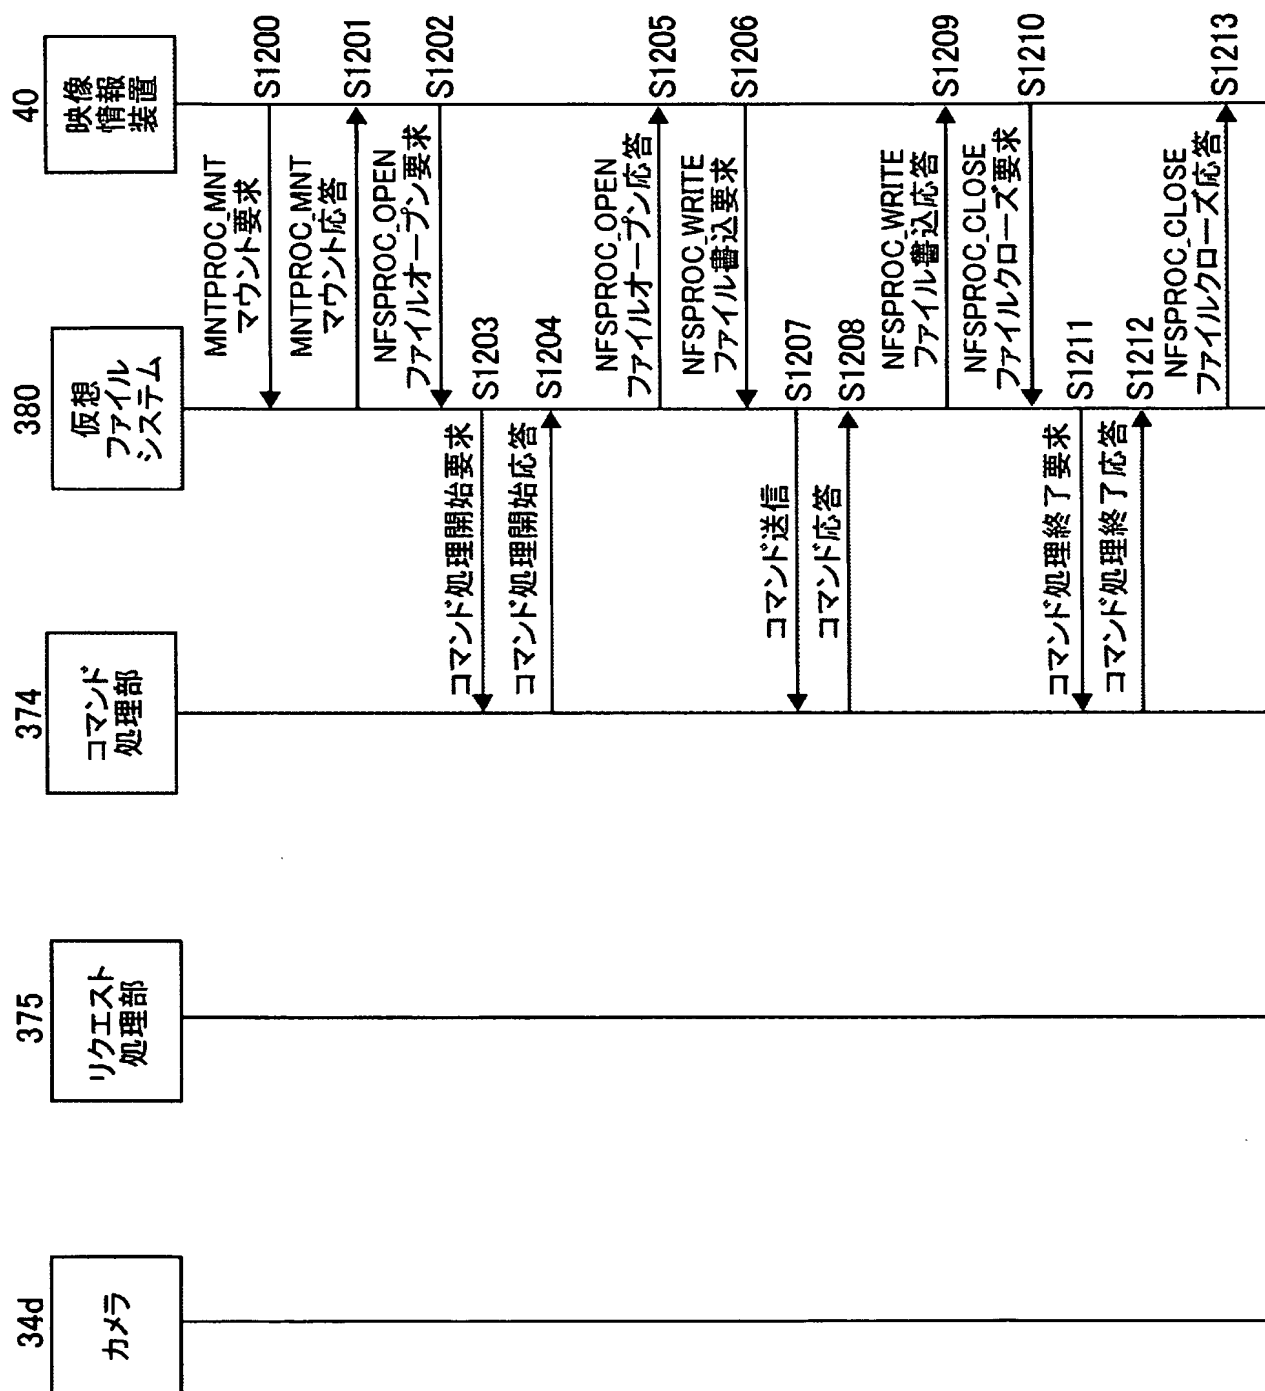 34d
カメラ
375
リクエスト
処理部
374
コマンド
処理部
380
仮想
ファイル
システム
40
映像
情報
装置
MNTPROC_MNT
マウント要求
S1200
MNTPROC_MNT
マウント応答
S1201
NFSPROC_OPEN
ファイルオープン要求
S1202
コマンド処理開始要求
S1203
コマンド処理開始応答
S1204
NFSPROC_OPEN
ファイルオープン応答
S1205
NFSPROC_WRITE
ファイル書込要求
S1206
コマンド送信
S1207
コマンド応答
S1208
NFSPROC_WRITE
ファイル書込応答
S1209
NFSPROC_CLOSE
ファイルクローズ要求
S1210
コマンド処理終了要求
S1211
コマンド処理終了応答
S1212
NFSPROC_CLOSE
ファイルクローズ応答
S1213